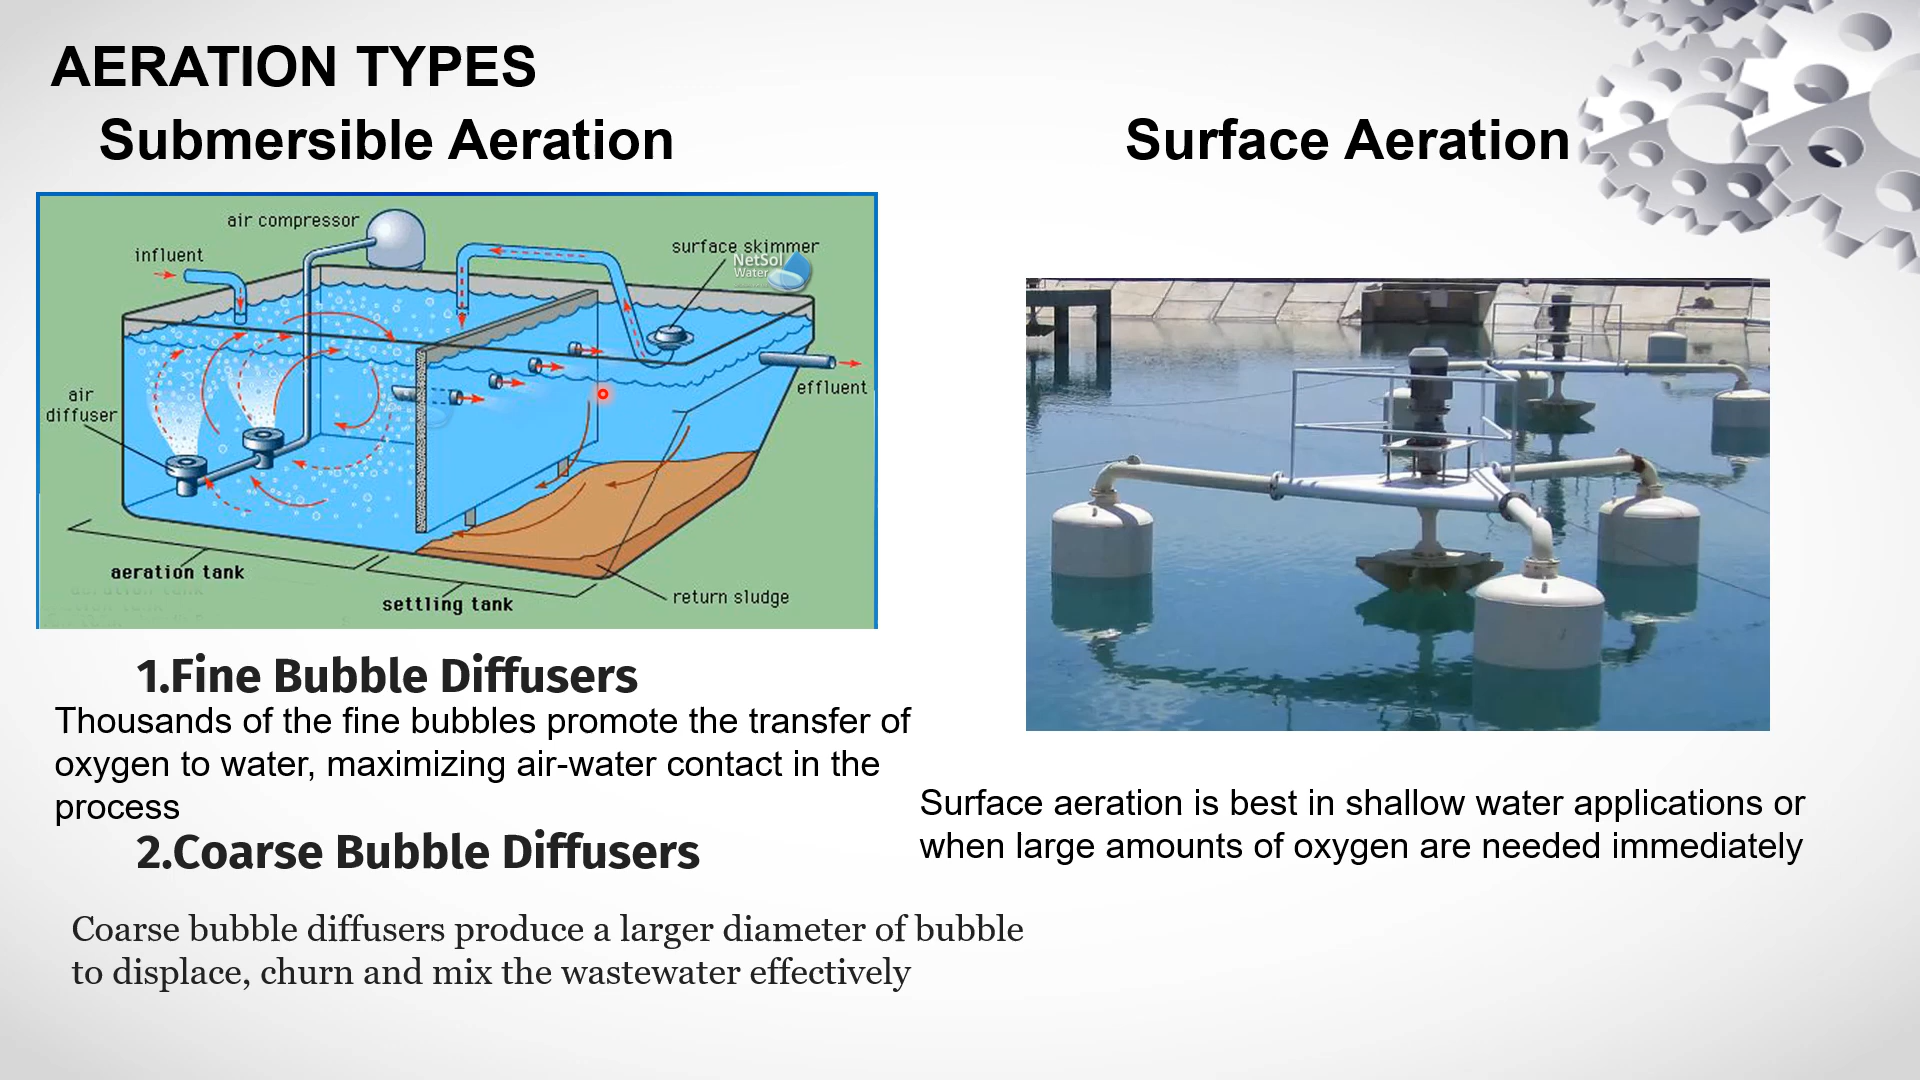 AERATION TYPES
Submersible Aeration
Surface Aeration
air compressor
influent
surface skimmer
NetSol
Water
air
diffuser
effluent
aeration tank
settling tank
return sludge
1.Fine Bubble Diffusers
Thousands of the fine bubbles promote the transfer of
oxygen to water, maximizing air-water contact in the
process
2.Coarse Bubble Diffusers
Coarse bubble diffusers produce a larger diameter of bubble
to displace, churn and mix the wastewater effectively
Surface aeration is best in shallow water applications or
when large amounts of oxygen are needed immediately